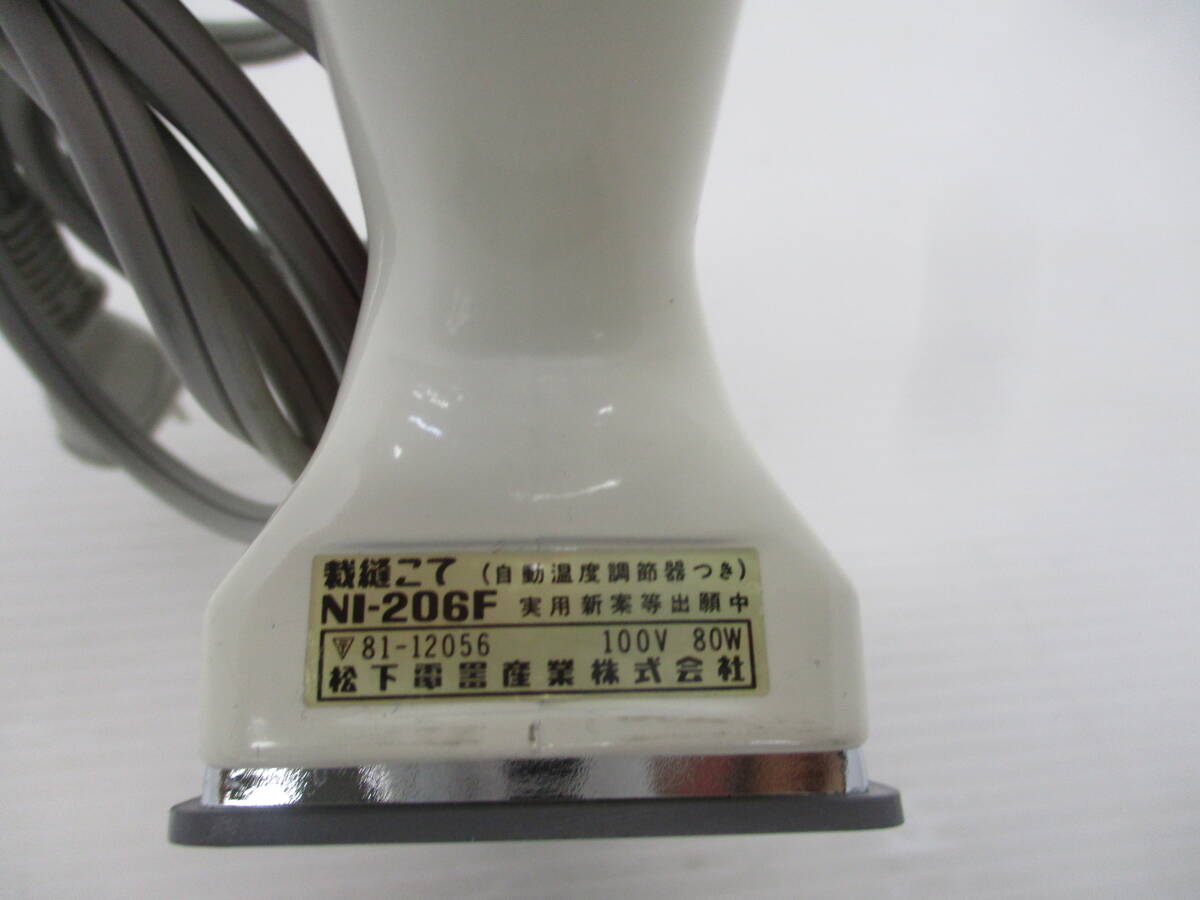 裁縫こて (自動温度調節器つき)
NI-206F 実用新案等出願中
81-12056 100V 80W
松下電器産業株式会社